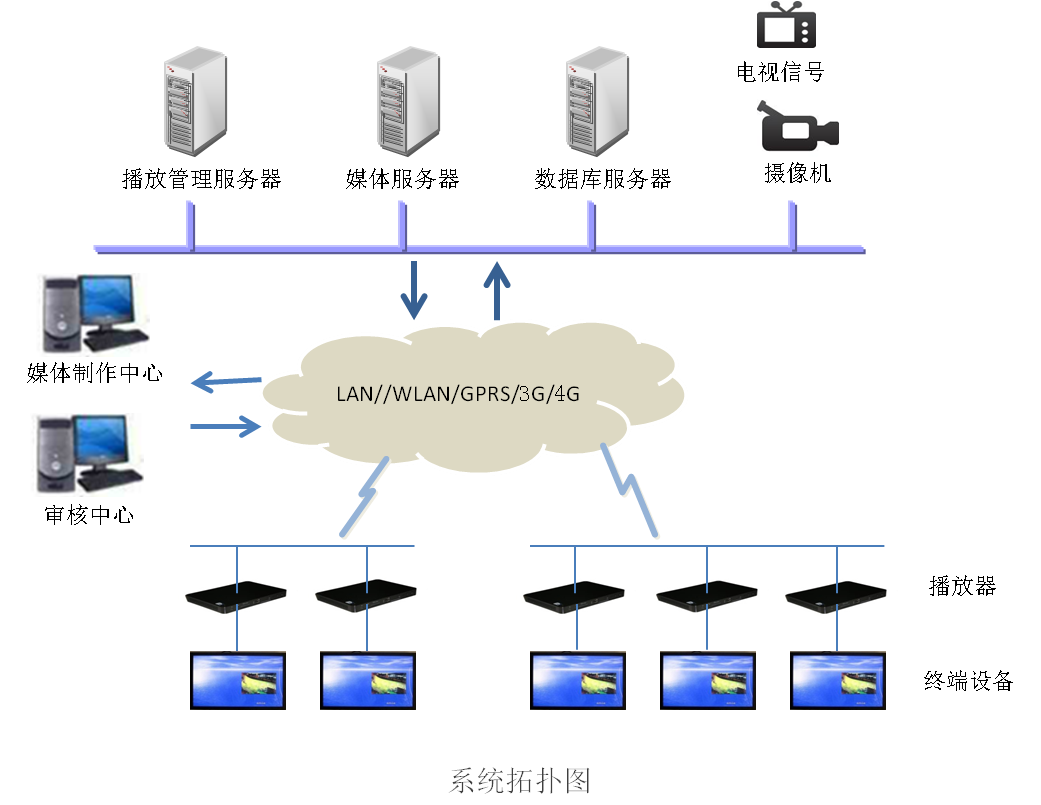 电视信号
播放管理服务器
媒体服务器
数据库服务器
摄像机
媒体制作中心
LAN//WLAN/GPRS/3G/4G
审核中心
播放器
终端设备
系统拓扑图